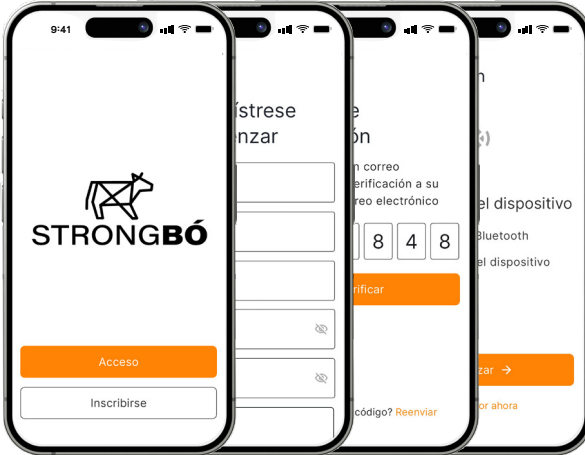 9:41
STRONGBÓ
Acceso
Inscribirse
ístrese
nzar
e
ón
n correo
erificación a su
reo electrónico
8 4 8
rificar
código? Reenviar
n
el dispositivo
Bluetooth
el dispositivo
zar →
or ahora